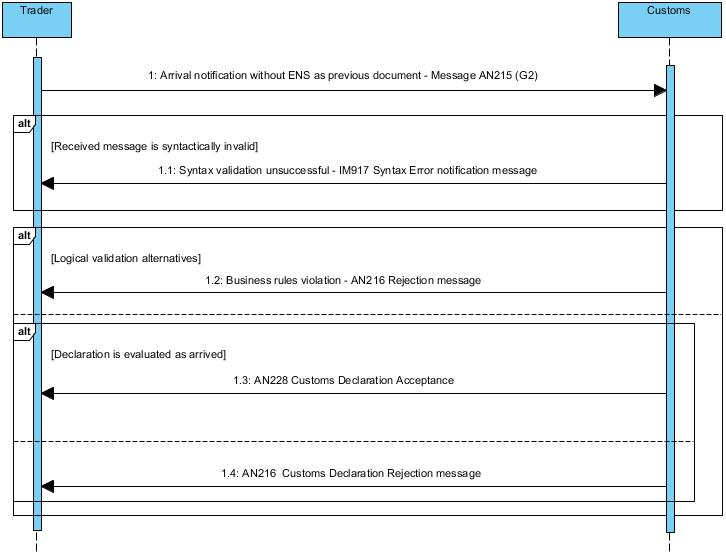 Trader
Customs
1: Arrival notification without ENS as previous document - Message AN215 (G2)
alt
[Received message is syntactically invalid]
1.1: Syntax validation unsuccessful - IM917 Syntax Error notification message
alt
[Logical validation alternatives]
1.2: Business rules violation - AN216 Rejection message
alt
[Declaration is evaluated as arrived]
1.3: AN228 Customs Declaration Acceptance
1.4: AN216  Customs Declaration Rejection message